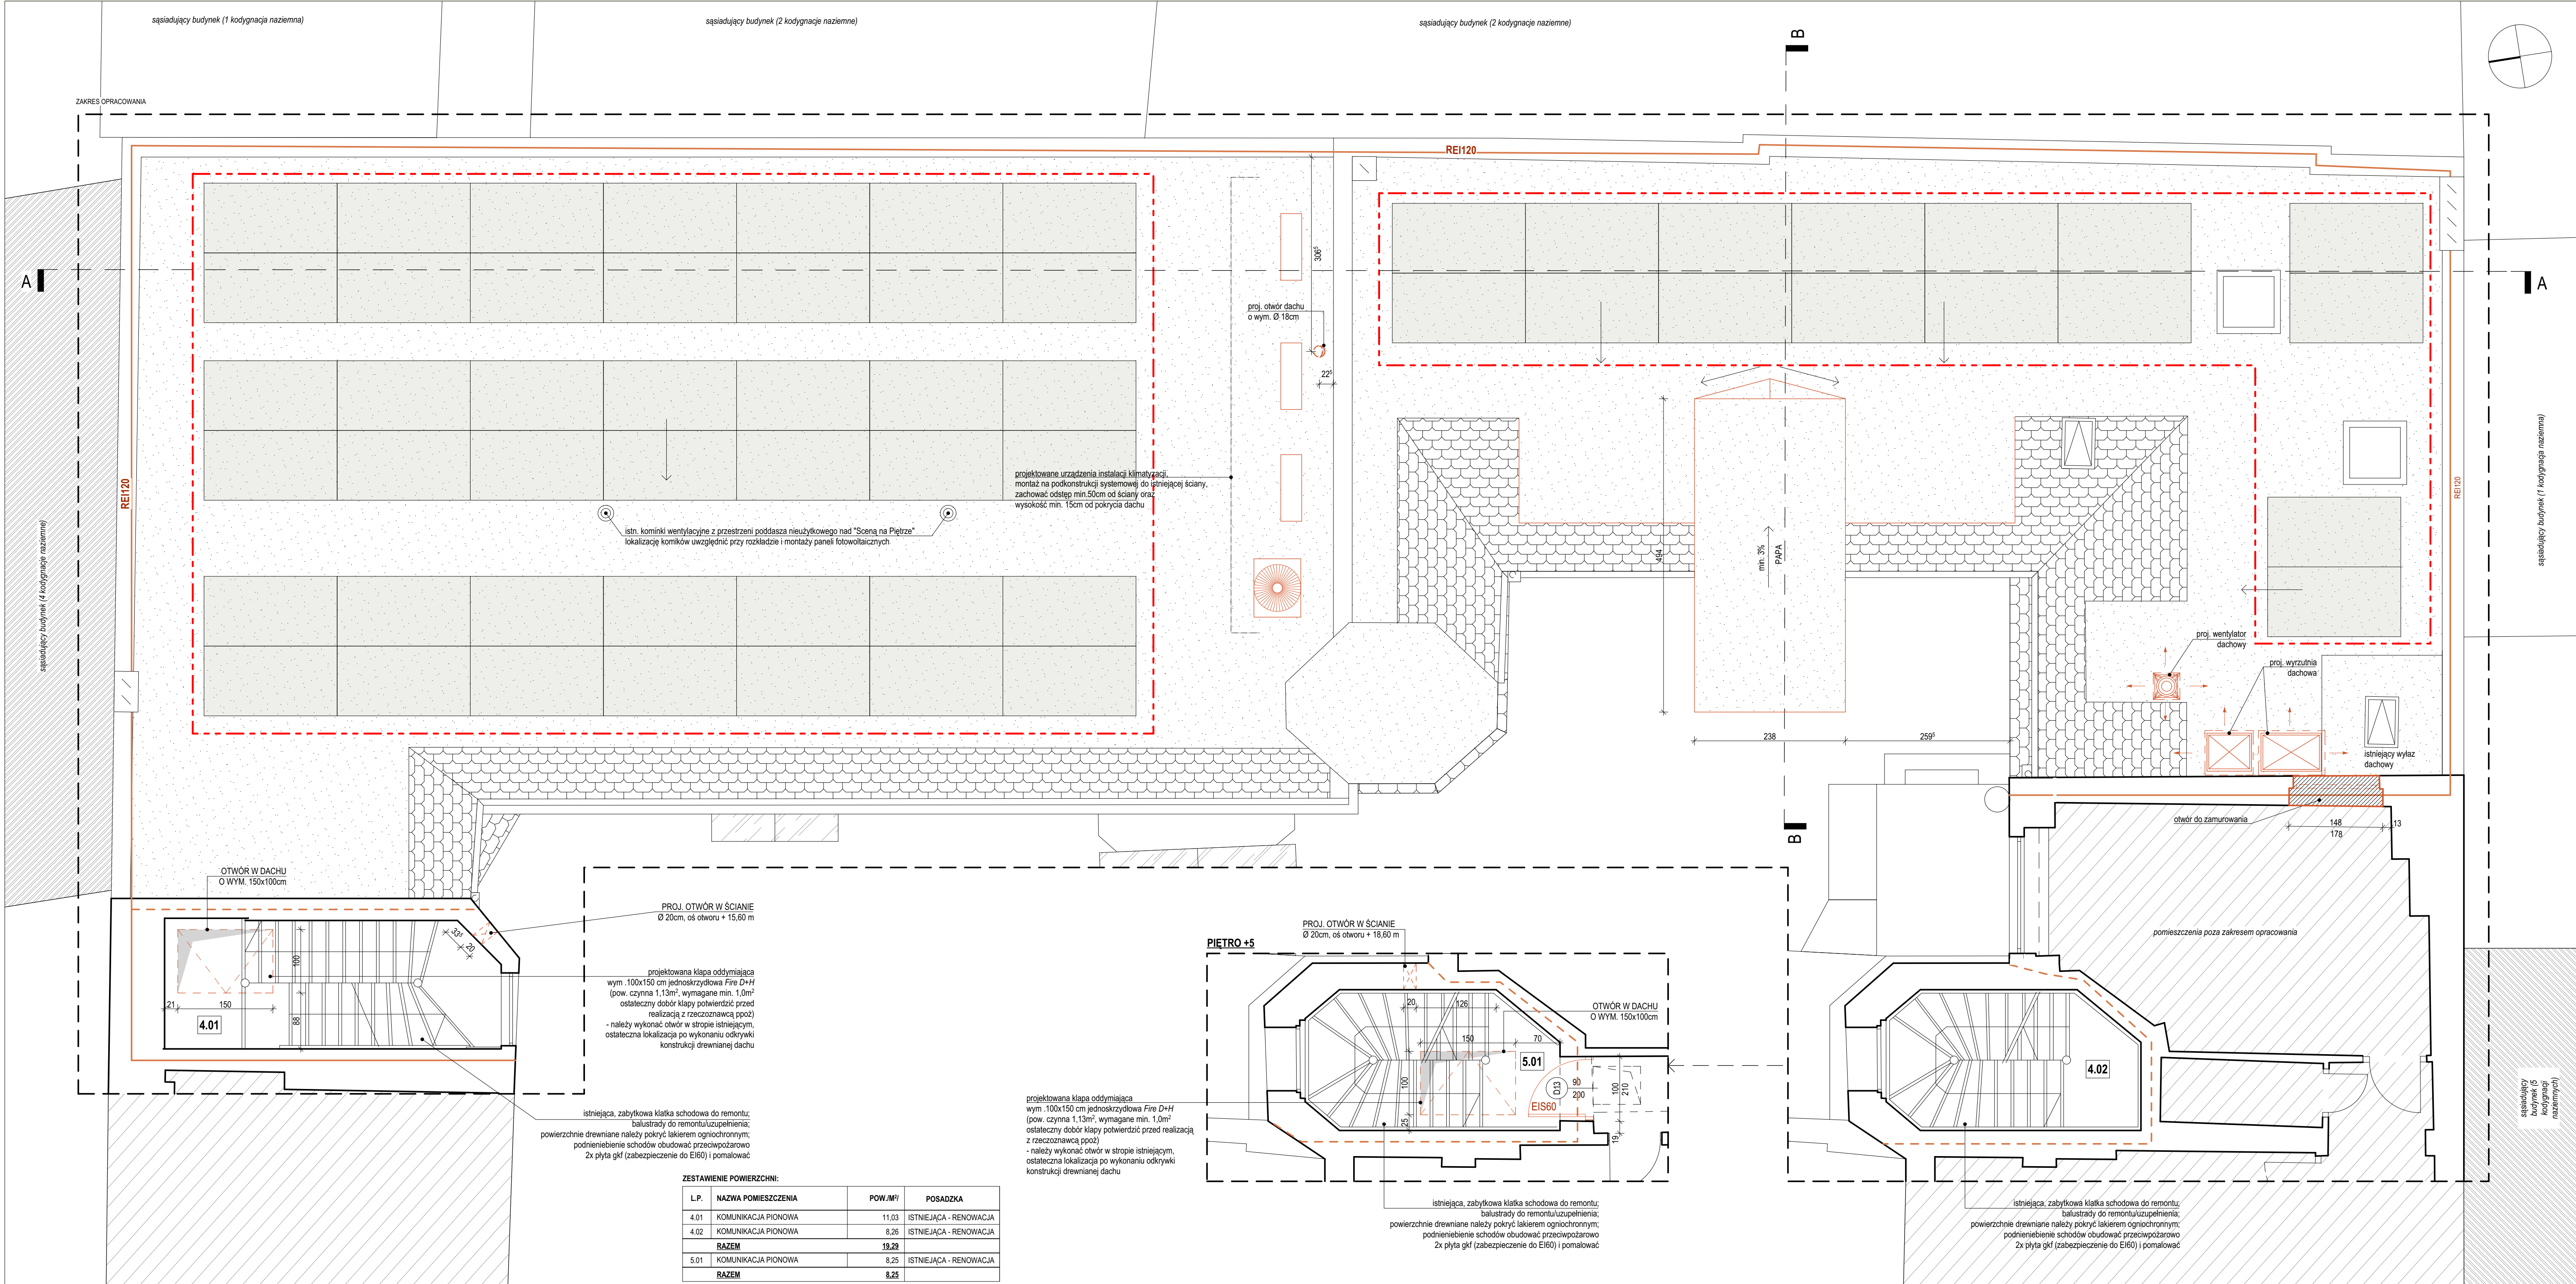 sąsiadujący budynek (1 kodygnacja naziemna)
sąsiadujący budynek (2 kodygnacje naziemne)
sąsiadujący budynek (2 kodygnacje naziemne)
B
ZAKRES OPRACOWANIA
REI120
A
A
306⁵
proj. otwór dachu
o wym. Ø 18cm
22⁵
projektowane urządzenia instalacji klimatyzacji,
montaż na podkonstrukcji systemowej do istniejącej ściany,
zachować odstęp min.50cm od ściany oraz
wysokość min. 15cm od pokrycia dachu
REI120
istn. kominki wentylacyjne z przestrzeni poddasza nieużytkowego nad "Sceną na Piętrze"
lokalizację komików uwzględnić przy rozkładzie i montaży paneli fotowoltaicznych
sąsiadujący budynek (4 kodygnacje naziemne)
494
min. 3%
PAPA
REI120
sąsiadujący budynek (1 kodygnacja naziemna)
proj. wentylator
dachowy
proj. wyrzutnia
dachowa
238
259⁵
istniejący wyłaz
dachowy
otwór do zamurowania
148
13
178
B
OTWÓR W DACHU
O WYM. 150x100cm
PROJ. OTWÓR W ŚCIANIE
Ø 20cm, oś otworu + 15,60 m
33⁵
20
100
21
150
88
4.01
projektowana klapa oddymiająca
wym .100x150 cm jednoskrzydłowa Fire D+H
(pow. czynna 1,13m², wymagane min. 1,0m²
ostateczny dobór klapy potwierdzić przed
realizacją z rzeczoznawcą ppoż)
- należy wykonać otwór w stropie istniejącym,
ostateczna lokalizacja po wykonaniu odkrywki
konstrukcji drewnianej dachu
istniejąca, zabytkowa klatka schodowa do remontu;
balustrady do remontu/uzupełnienia;
powierzchnie drewniane należy pokryć lakierem ogniochronnym;
podniebienie schodów obudować przeciwpożarowo
2x płyta gkf (zabezpieczenie do EI60) i pomalować
PIĘTRO +5
PROJ. OTWÓR W ŚCIANIE
Ø 20cm, oś otworu + 18,60 m
20
126
OTWÓR W DACHU
O WYM. 150x100cm
150
70
5.01
100
25
D13
90
200
EIS60
100
210
19
projektowana klapa oddymiająca
wym .100x150 cm jednoskrzydłowa Fire D+H
(pow. czynna 1,13m², wymagane min. 1,0m²
ostateczny dobór klapy potwierdzić przed realizacją
z rzeczoznawcą ppoż)
- należy wykonać otwór w stropie istniejącym,
ostateczna lokalizacja po wykonaniu odkrywki
konstrukcji drewnianej dachu
istniejąca, zabytkowa klatka schodowa do remontu;
balustrady do remontu/uzupełnienia;
powierzchnie drewniane należy pokryć lakierem ogniochronnym;
podniebienie schodów obudować przeciwpożarowo
2x płyta gkf (zabezpieczenie do EI60) i pomalować
pomieszczenia poza zakresem opracowania
4.02
istniejąca, zabytkowa klatka schodowa do remontu;
balustrady do remontu/uzupełnienia;
powierzchnie drewniane należy pokryć lakierem ogniochronnym;
podniebienie schodów obudować przeciwpożarowo
2x płyta gkf (zabezpieczenie do EI60) i pomalować
sąsiadujący
budynek (5
kodygnacji
naziemnych)
ZESTAWIENIE POWIERZCHNI:
L.P. NAZWA POMIESZCZENIA POW./M²/ POSADZKA
4.01 KOMUNIKACJA PIONOWA 11,03 ISTNIEJĄCA - RENOWACJA
4.02 KOMUNIKACJA PIONOWA 8,26 ISTNIEJĄCA - RENOWACJA
RAZEM 19,29
5.01 KOMUNIKACJA PIONOWA 8,25 ISTNIEJĄCA - RENOWACJA
RAZEM 8,25